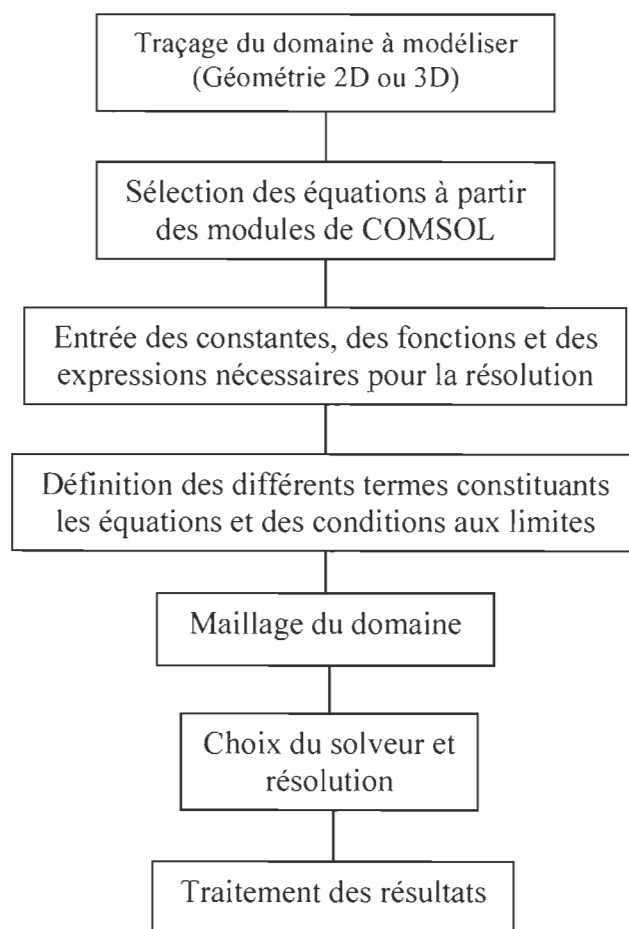 Traçage du domaine à modéliser
(Géométrie 2D ou 3D)
Sélection des équations à partir
des modules de COMSOL
Entrée des constantes, des fonctions et des
expressions nécessaires pour la résolution
Définition des différents termes constituants
les équations et des conditions aux limites
Maillage du domaine
Choix du solveur et
résolution
Traitement des résultats